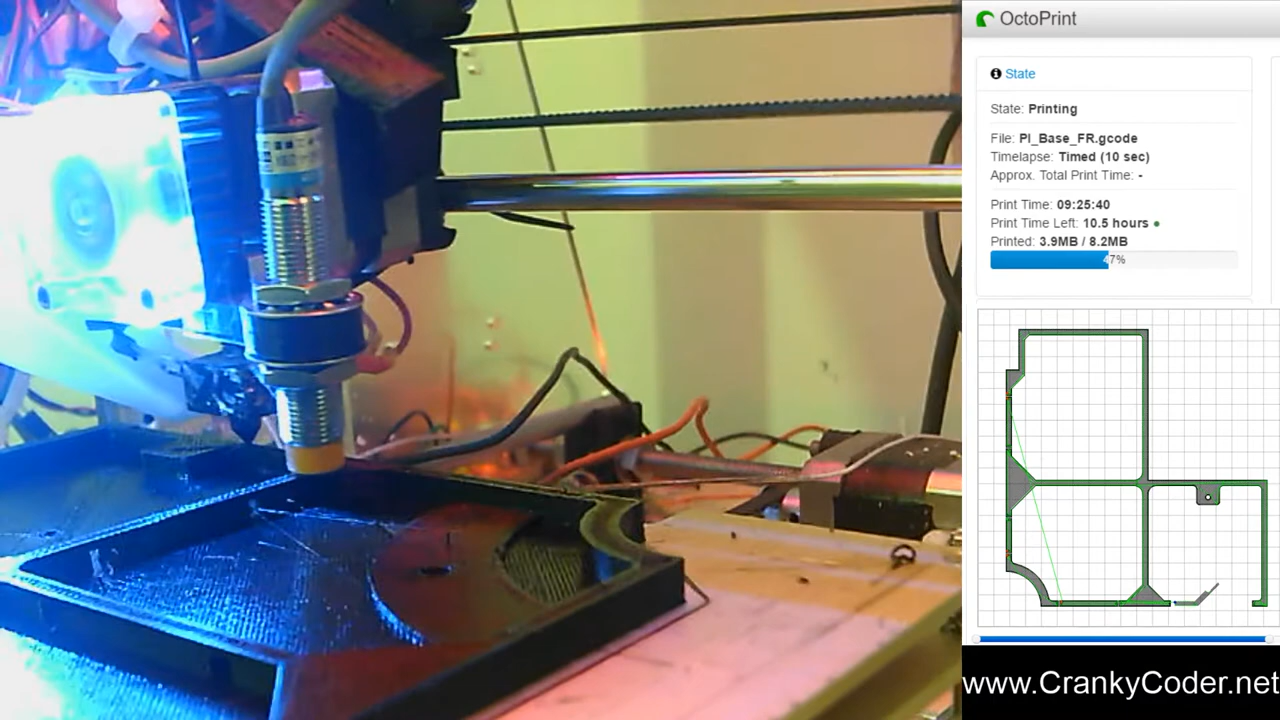 OctoPrint
State
State: Printing
File: PI_Base_FR.gcode
Timelapse: Timed (10 sec)
Approx. Total Print Time: -
Print Time: 09:25:40
Print Time Left: 10.5 hours
Printed: 3.9MB / 8.2MB
47%
www.CrankyCoder.net